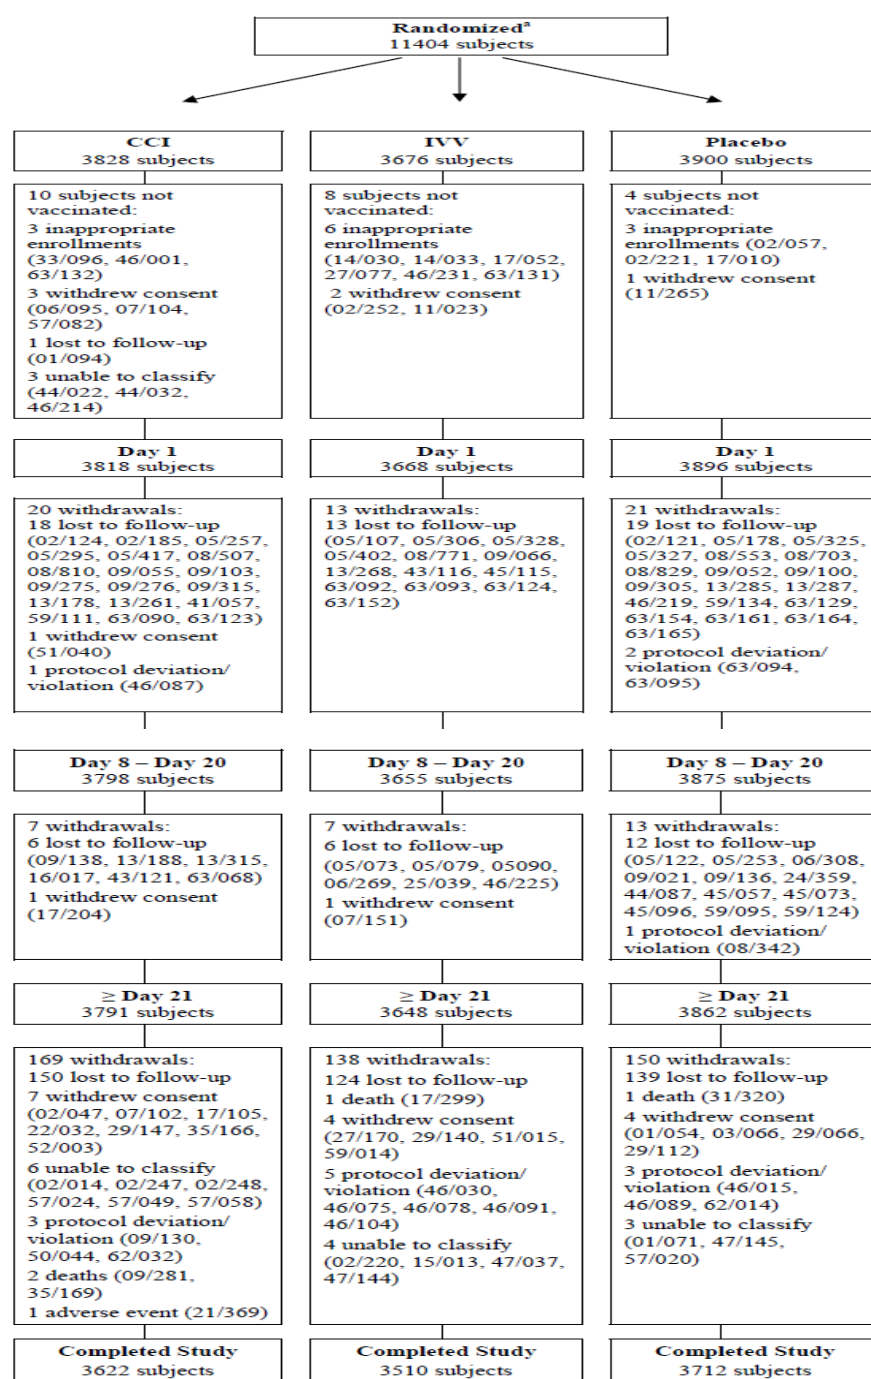 Randomizedª
11404 subjects
CCI
3828 subjects
IVV
3676 subjects
Placebo
3900 subjects
10 subjects not
vaccinated:
3 inappropriate
enrollments
(33/096, 46/001,
63/132)
3 withdrew consent
(06/095, 07/104,
57/082)
1 lost to follow-up
(01/094)
3 unable to classify
(44/022, 44/032,
46/214)
8 subjects not
vaccinated:
6 inappropriate
enrollments
(14/030, 14/033, 17/052,
27/077, 46/231, 63/131)
2 withdrew consent
(02/252, 11/023)
4 subjects not
vaccinated:
3 inappropriate
enrollments (02/057,
02/221, 17/010)
1 withdrew consent
(11/265)
Day 1
3818 subjects
Day 1
3668 subjects
Day 1
3896 subjects
20 withdrawals:
18 lost to follow-up
(02/124, 02/185, 05/257,
05/295, 05/417, 08/507,
08/810, 09/055, 09/103,
09/275, 09/276, 09/315,
13/178, 13/261, 41/057,
59/111, 63/090, 63/123)
1 withdrew consent
(51/040)
1 protocol deviation/
violation (46/087)
13 withdrawals:
13 lost to follow-up
(05/107, 05/306, 05/328,
05/402, 08/771, 09/066,
13/268, 43/116, 45/115,
63/092, 63/093, 63/124,
63/152)
21 withdrawals:
19 lost to follow-up
(02/121, 05/178, 05/325,
05/327, 08/553, 08/703,
08/829, 09/052, 09/100,
09/305, 13/285, 13/287,
46/219, 59/134, 63/129,
63/154, 63/161, 63/164,
63/165)
2 protocol deviation/
violation (63/094,
63/095)
Day 8 – Day 20
3798 subjects
Day 8 – Day 20
3655 subjects
Day 8 – Day 20
3875 subjects
7 withdrawals:
6 lost to follow-up
(09/138, 13/188, 13/315,
16/017, 43/121, 63/068)
1 withdrew consent
(17/204)
7 withdrawals:
6 lost to follow-up
(05/073, 05/079, 05090,
06/269, 25/039, 46/225)
1 withdrew consent
(07/151)
13 withdrawals:
12 lost to follow-up
(05/122, 05/253, 06/308,
09/021, 09/136, 24/359,
44/087, 45/057, 45/073,
45/096, 59/095, 59/124)
1 protocol deviation/
violation (08/342)
≥ Day 21
3791 subjects
≥ Day 21
3648 subjects
≥ Day 21
3862 subjects
169 withdrawals:
150 lost to follow-up
7 withdrew consent
(02/047, 07/102, 17/105,
22/032, 29/147, 35/166,
52/003)
6 unable to classify
(02/014, 02/247, 02/248,
57/024, 57/049, 57/058)
3 protocol deviation/
violation (09/130,
50/044, 62/032)
2 deaths (09/281,
35/169)
1 adverse event (21/369)
138 withdrawals:
124 lost to follow-up
1 death (17/299)
4 withdrew consent
(27/170, 29/140, 51/015,
59/014)
5 protocol deviation/
violation (46/030,
46/075, 46/078, 46/091,
46/104)
4 unable to classify
(02/220, 15/013, 47/037,
47/144)
150 withdrawals:
139 lost to follow-up
1 death (31/320)
4 withdrew consent
(01/054, 03/066, 29/066,
29/112)
3 protocol deviation/
violation (46/015,
46/089, 62/014)
3 unable to classify
(01/071, 47/145,
57/020)
Completed Study
3622 subjects
Completed Study
3510 subjects
Completed Study
3712 subjects